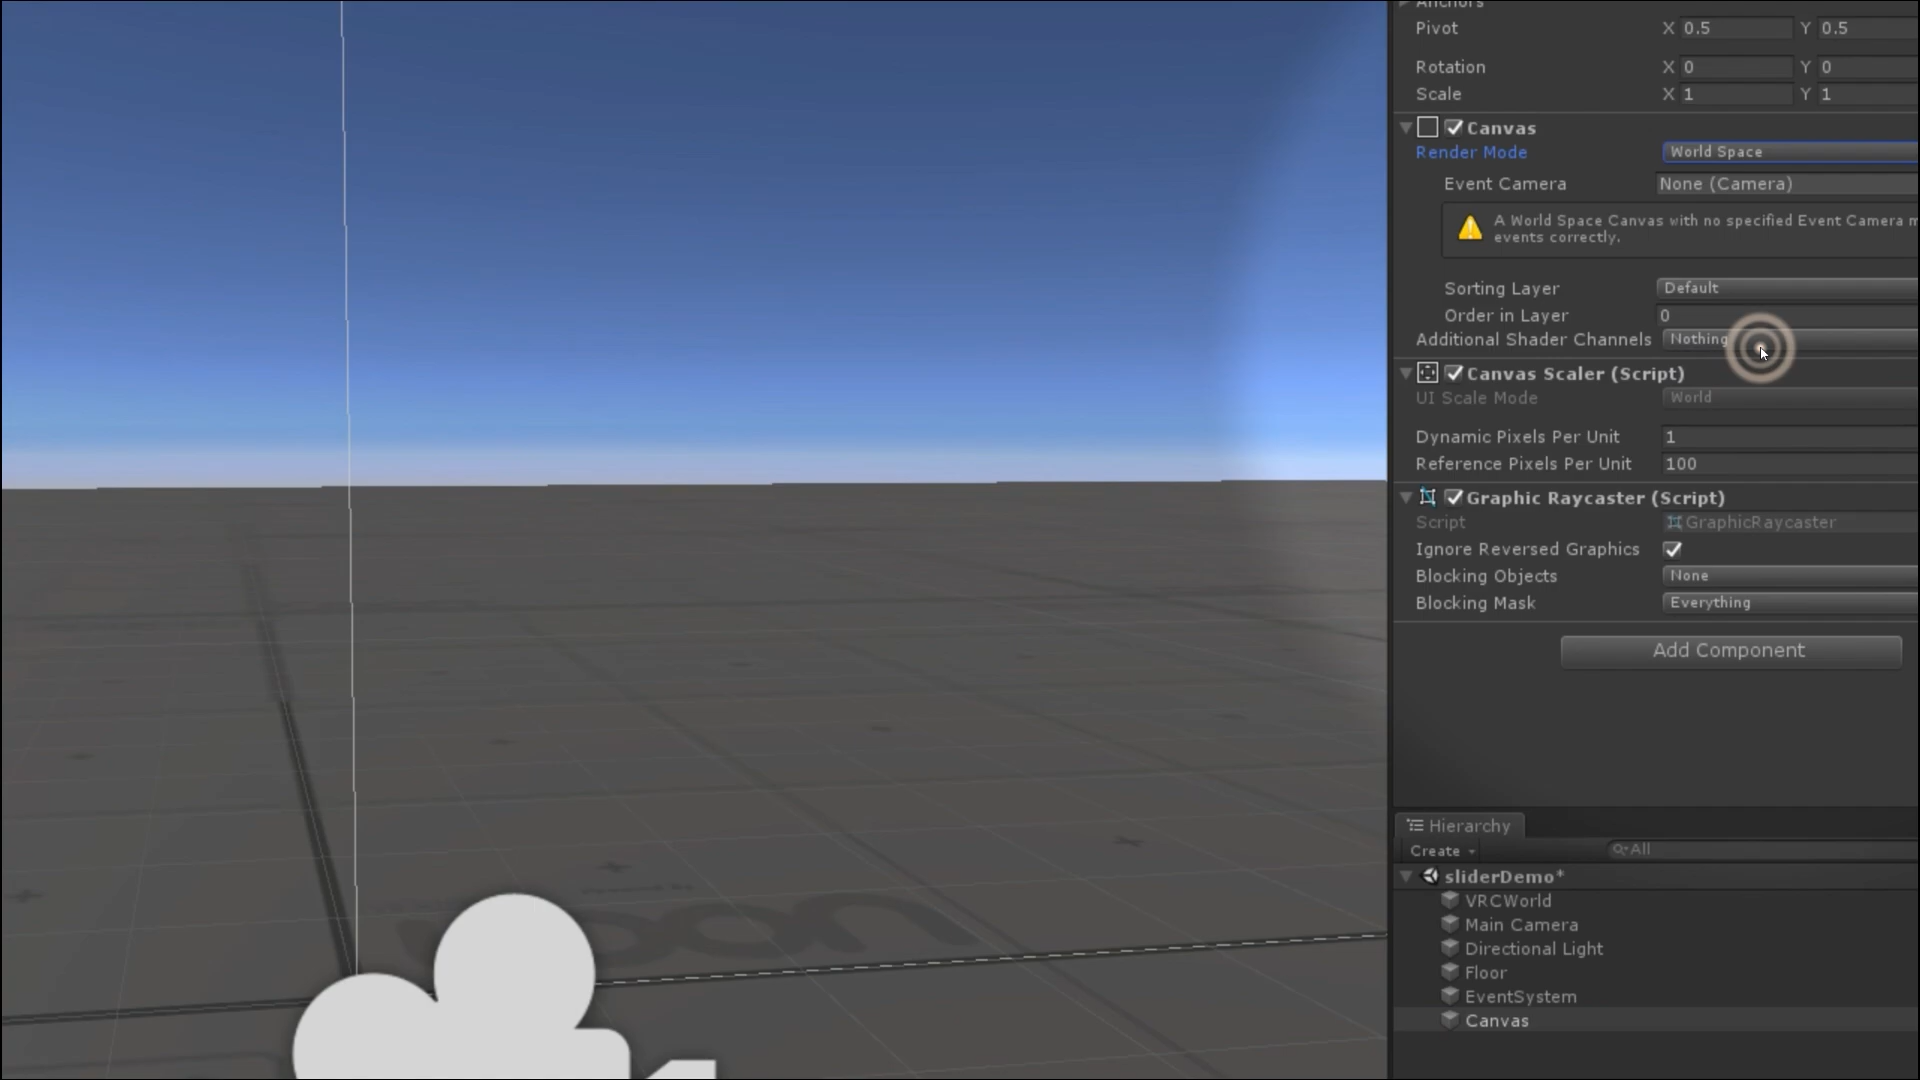 Anchors
Pivot X 0.5 Y 0.5
Rotation X 0 Y 0
Scale X 1 Y 1
Canvas
Render Mode World Space
Event Camera None (Camera)
A World Space Canvas with no specified Event Camera m
events correctly.
Sorting Layer Default
Order in Layer 0
Additional Shader Channels Nothing
Canvas Scaler (Script)
UI Scale Mode World
Dynamic Pixels Per Unit 1
Reference Pixels Per Unit 100
Graphic Raycaster (Script)
Script GraphicRaycaster
Ignore Reversed Graphics
Blocking Objects None
Blocking Mask Everything
Add Component
Hierarchy
Create All
sliderDemo*
VRCWorld
Main Camera
Directional Light
Floor
EventSystem
Canvas